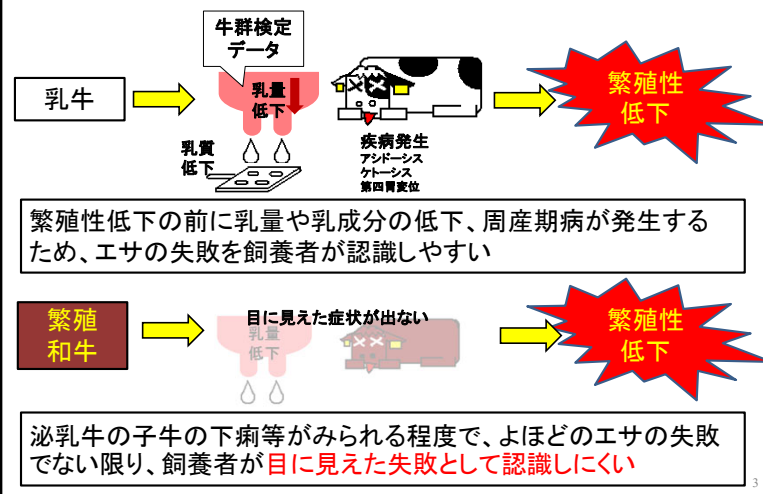 牛群検定
データ
乳牛
乳量
低下
乳質
低下
疾病発生
アシドーシス
ケトーシス
第四胃変位
繁殖性
低下
繁殖性低下の前に乳量や乳成分の低下、周産期病が発生する
ため、エサの失敗を飼養者が認識しやすい
繁殖
和牛
目に見えた症状が出ない
乳量
低下
繁殖性
低下
泌乳牛の子牛の下痢等がみられる程度で、よほどのエサの失敗
でない限り、飼養者が目に見えた失敗として認識しにくい
3